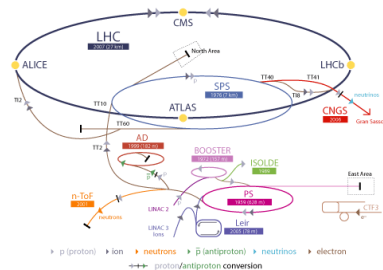 CMS
LHC
2007 (27 km)
North Area
ALICE
LHCb
TT40
TT41
SPS
1976 (7 km)
TI8
TI2
TT10
ATLAS
CNGS
2006
neutrinos
Gran Sasso
TT60
AD
1999 (182 m)
TT2
BOOSTER
1972 (157 m)
ISOLDE
1989
East Area
n-ToF
2001
PS
1959 (628 m)
LINAC 2
neutrons
CTF3
LINAC 3
Ions
Leir
2005 (78 m)
p (proton)
ion
neutrons
p̄ (antiproton)
neutrinos
electron
proton/antiproton conversion